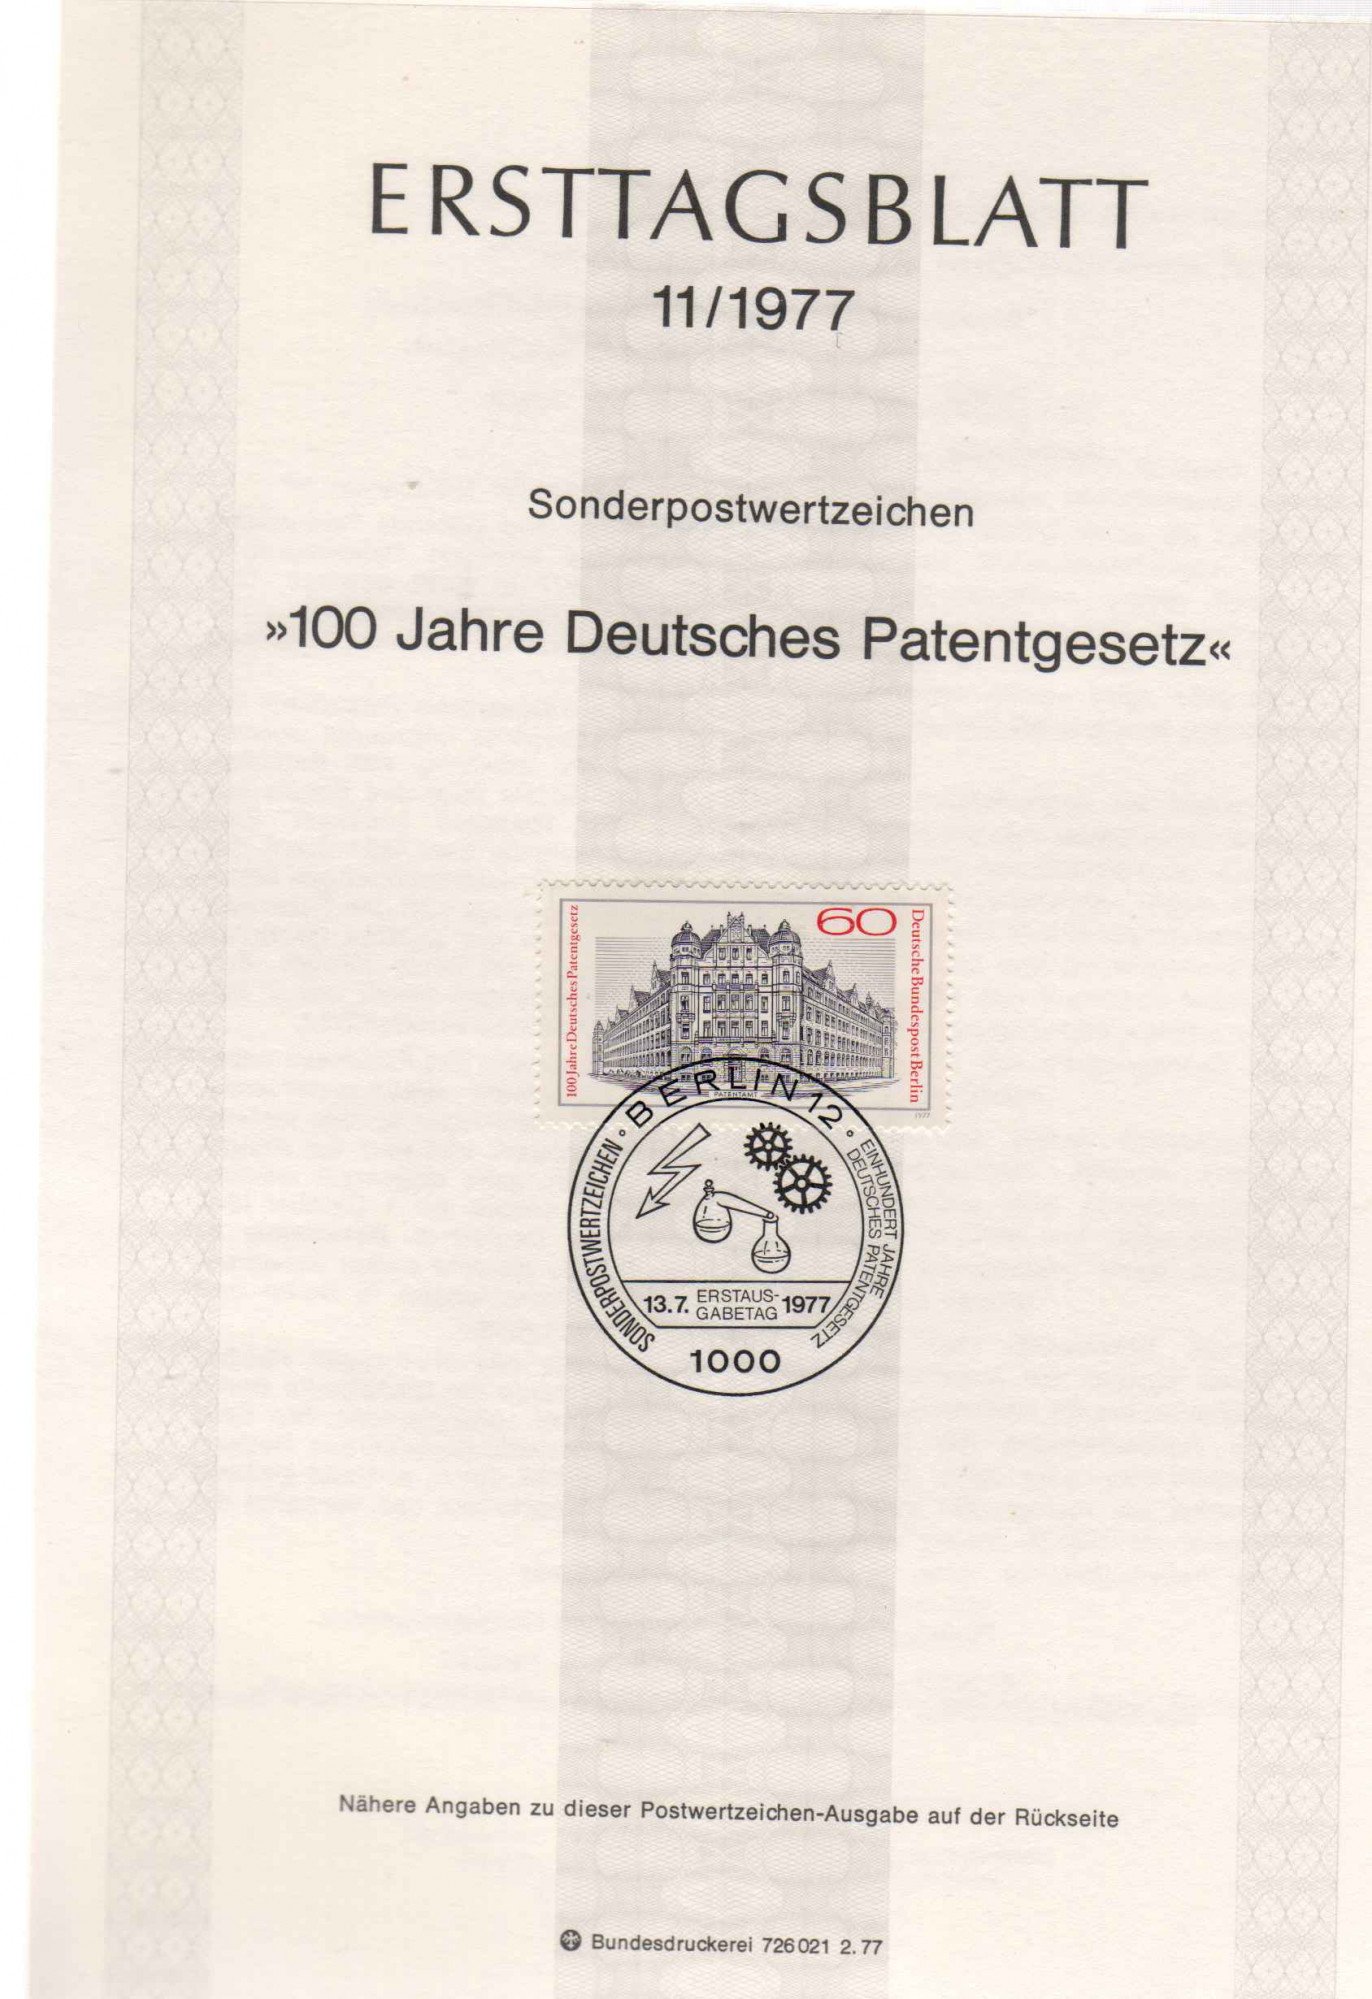 ERSTTAGSBLATT
11/1977
Sonderpostwertzeichen
»100 Jahre Deutsches Patentgesetz«
100 Jahre Deutsches Patentgesetz
60
Deutsche Bundespost Berlin
PATENTAMT
1977
BERLIN 12
SONDERPOSTWERTZEICHEN
EINHUNDERT JAHRE
DEUTSCHES PATENTGESETZ
13.7. ERSTAUS-
GABETAG 1977
1000
Nähere Angaben zu dieser Postwertzeichen-Ausgabe auf der Rückseite
Bundesdruckerei 726021 2.77